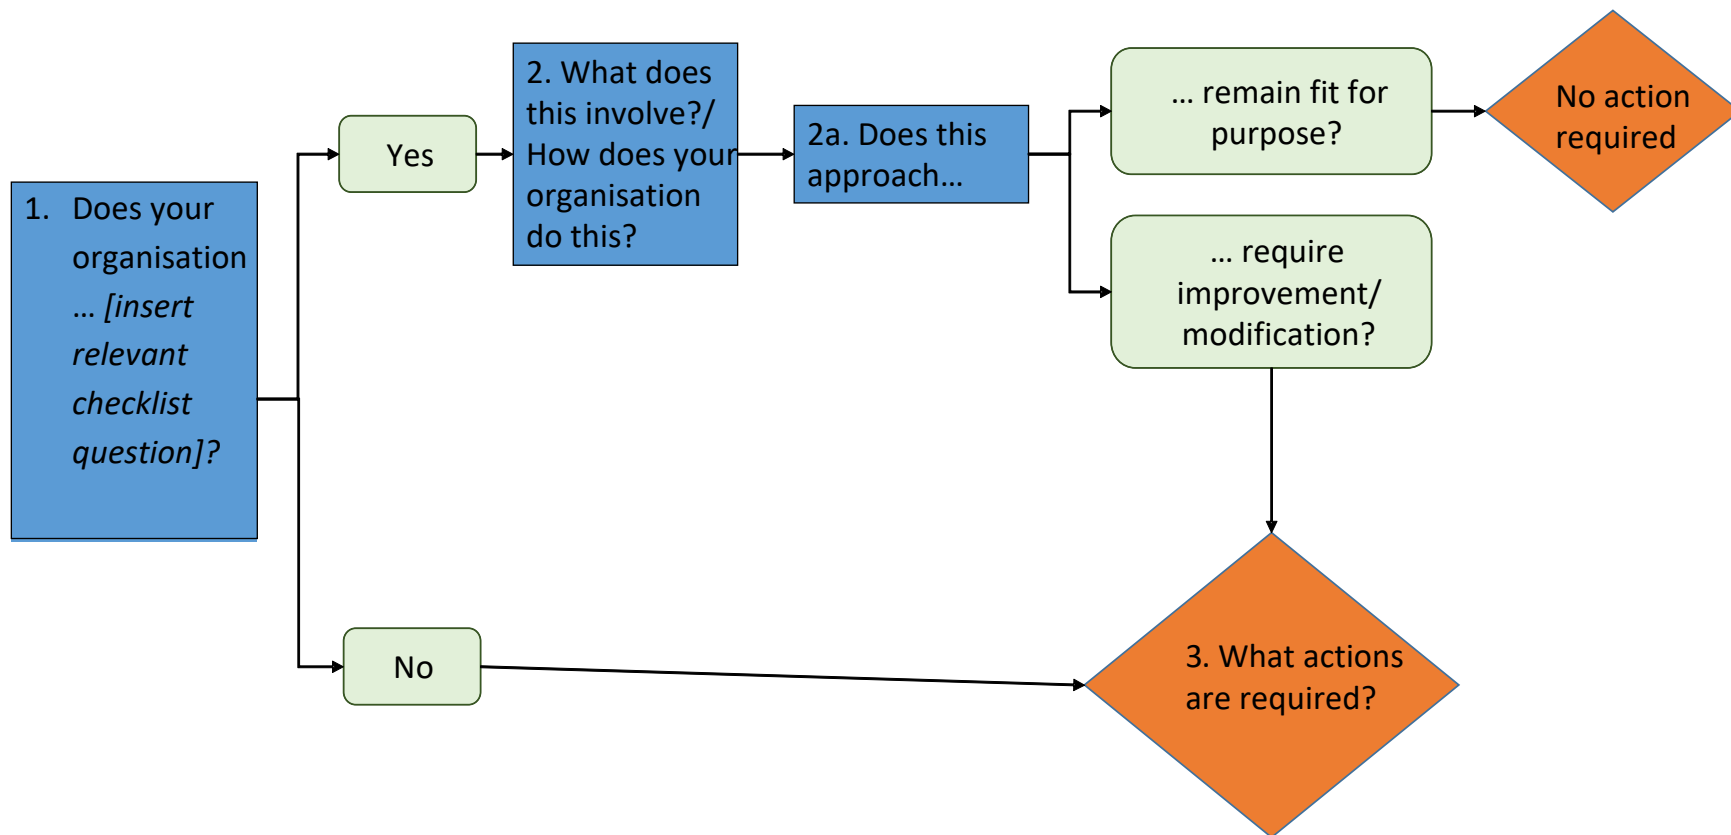 1. Does your
organisation
... [insert
relevant
checklist
question]?
Yes
2. What does
this involve?/
How does your
organisation
do this?
2a. Does this
approach...
... remain fit for
purpose?
No action
required
... require
improvement/
modification?
No
3. What actions
are required?